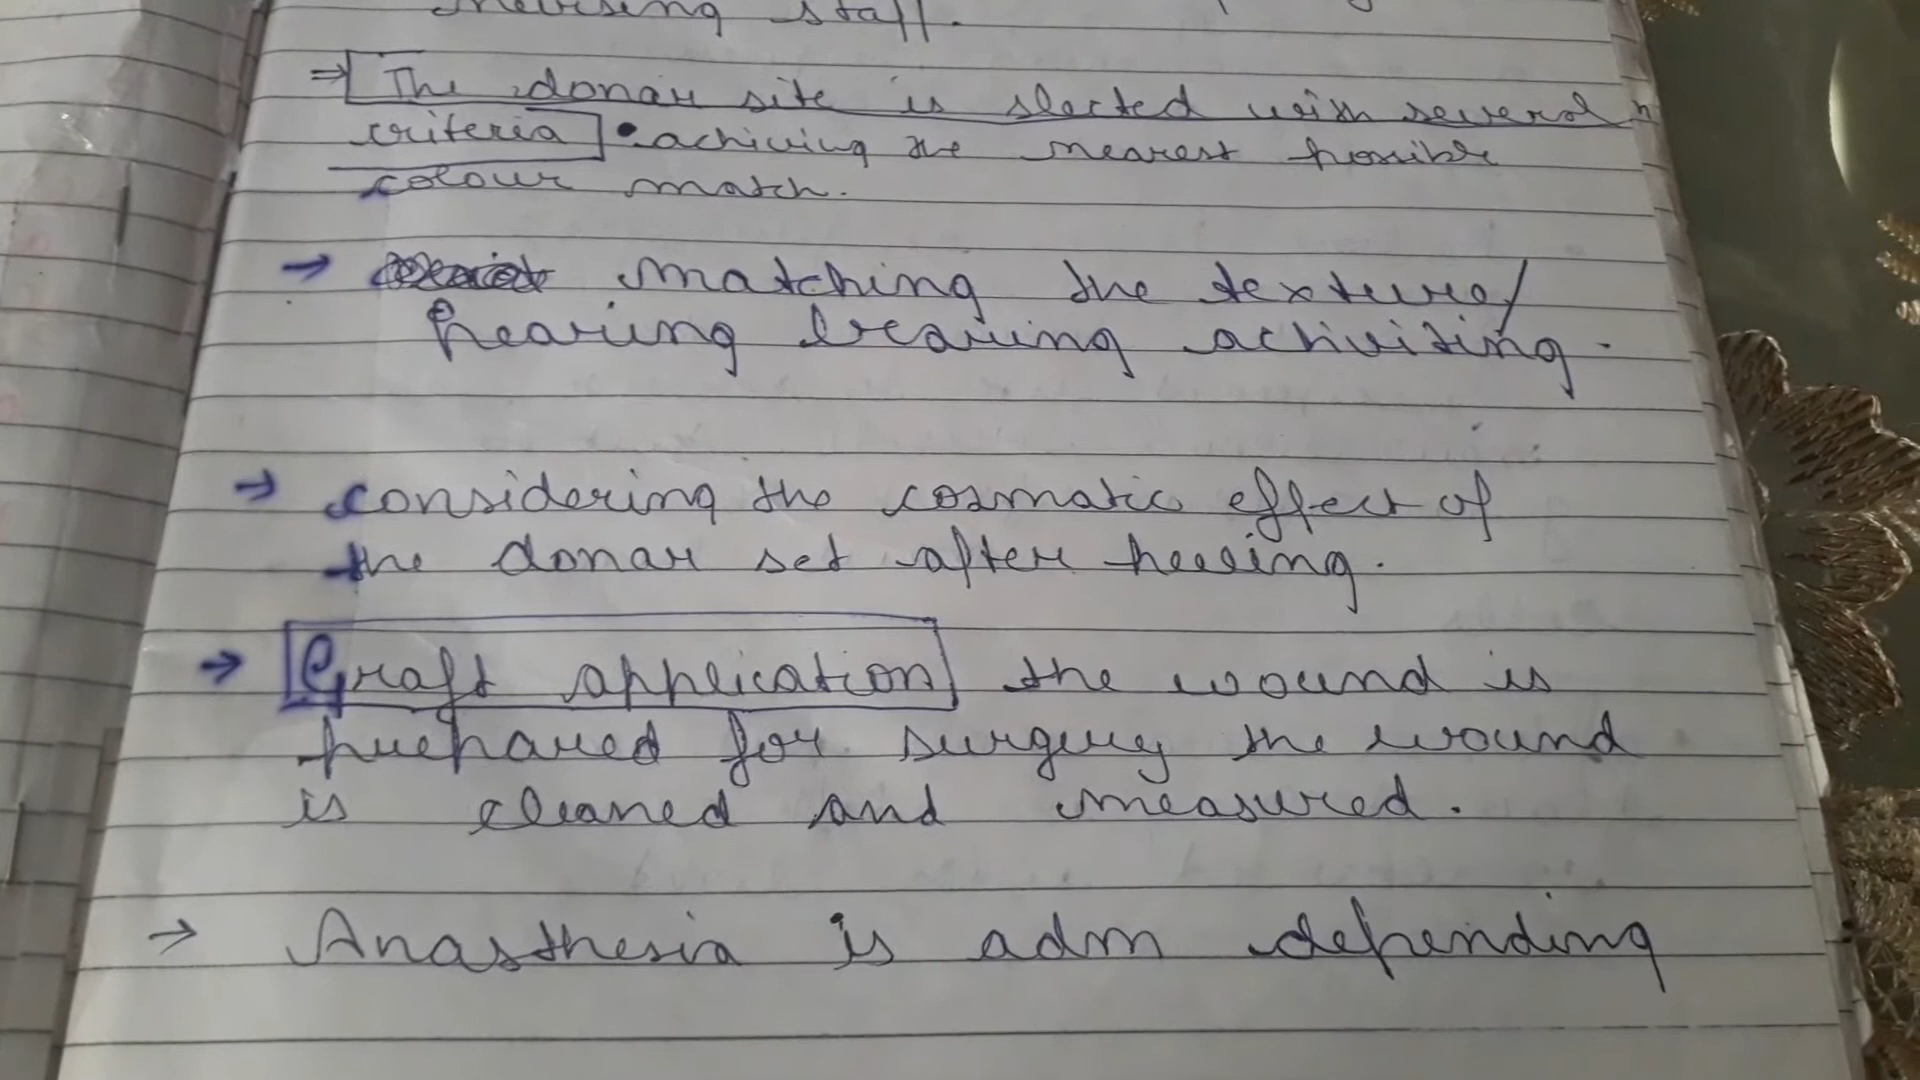 staff.
⇒ The donar site is slected with several
criteria • achiving the nearest possible
colour match.
→ matching the texture/
hearing bearing achiviting.
→ considering the cosmatic effect of
the donar set after heeling.
→ Graft application the wound is
prepared for surgery the wound
is cleaned and measured.
→ Anasthesia is adm depending